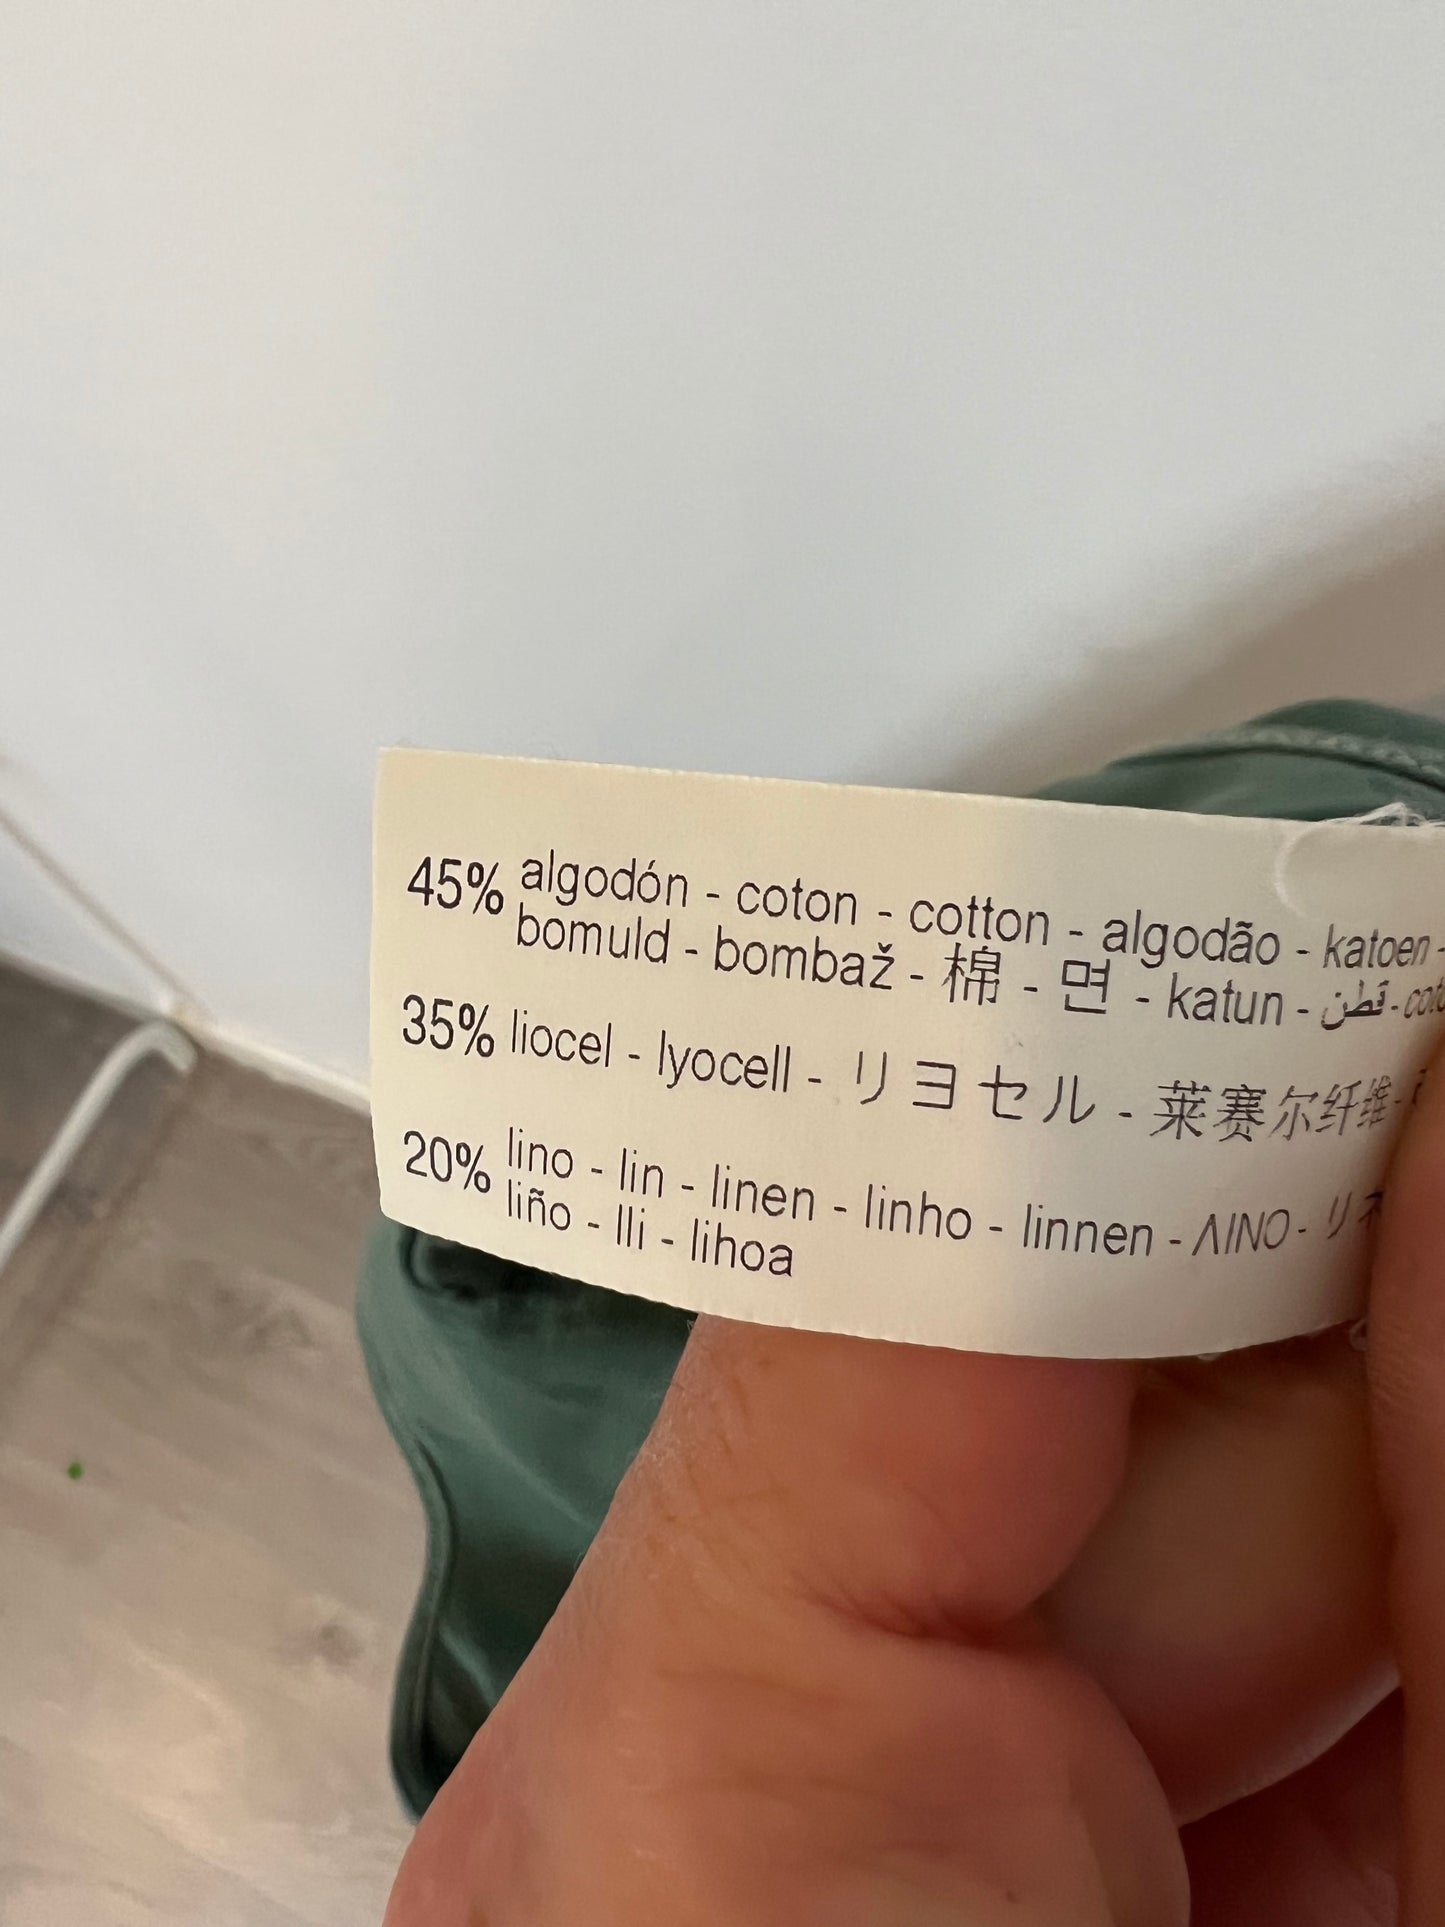 45% algodón - coton - cotton - algodão - katoen -
bomuld - bombaž - 棉 - 면 - katun - قطن -
35% liocel - lyocell - リヨセル - 莱赛尔纤维 -
20% lino - lin - linen - linho - linnen - ΛΙΝΟ -
liño - lli - lihoa